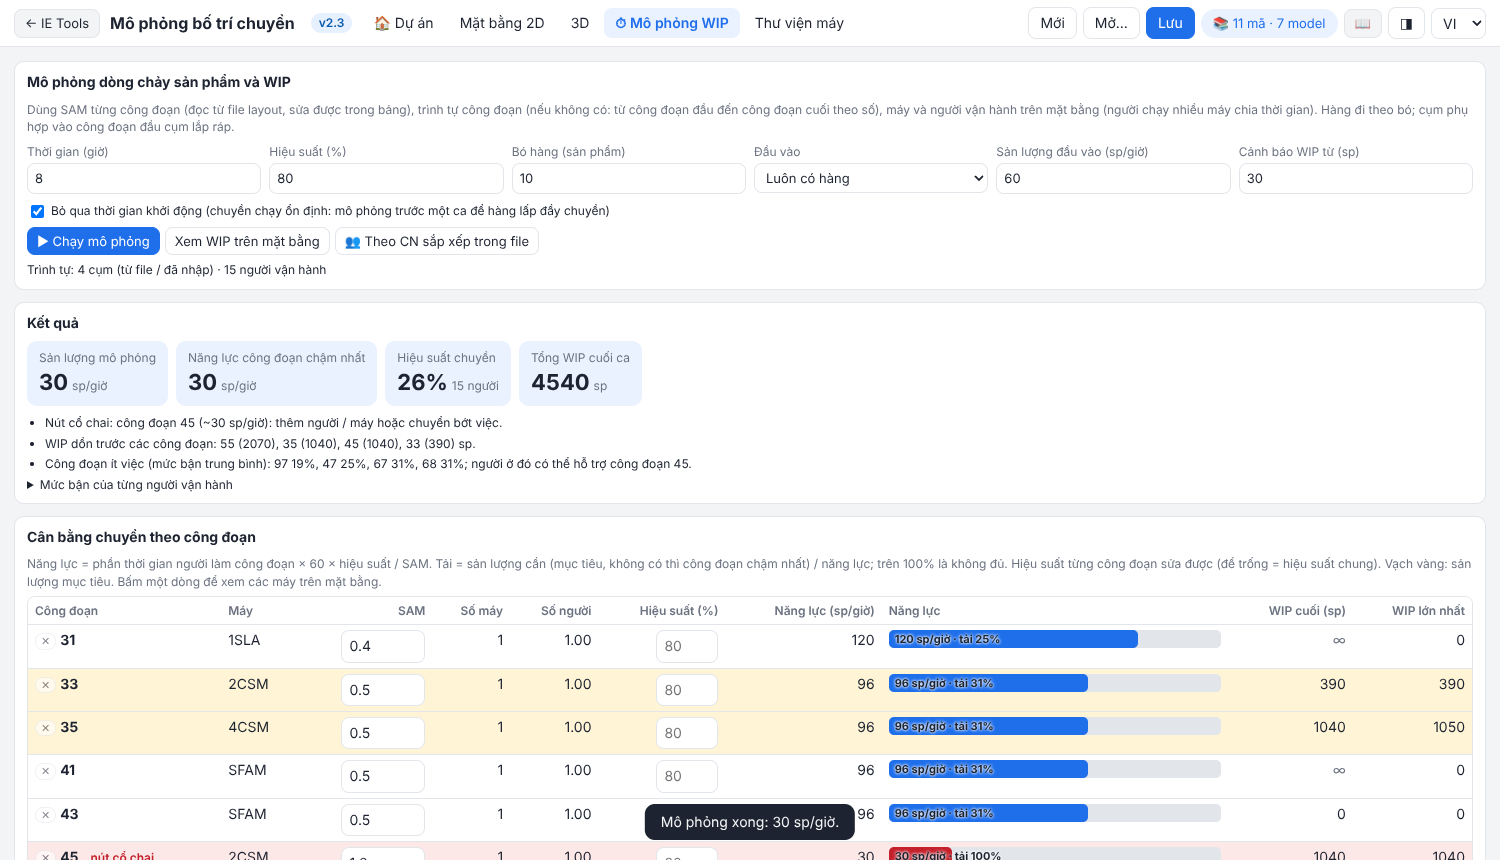 ← IE Tools
Mô phỏng bố trí chuyền
v2.3
🏠 Dự án
Mặt bằng 2D
3D
⏱ Mô phỏng WIP
Thư viện máy
Mới
Mở...
Lưu
📚 11 mã · 7 model
VI
Mô phỏng dòng chảy sản phẩm và WIP
Dùng SAM từng công đoạn (đọc từ file layout, sửa được trong bảng), trình tự công đoạn (nếu không có: từ công đoạn đầu đến công đoạn cuối theo số), máy và người vận hành trên mặt bằng (người chạy nhiều máy chia thời gian). Hàng đi theo bó; cụm phụ
hợp vào công đoạn đầu cụm lắp ráp.
Thời gian (giờ)
Hiệu suất (%)
Bó hàng (sản phẩm)
Đầu vào
Sản lượng đầu vào (sp/giờ)
Cảnh báo WIP từ (sp)
8
80
10
Luôn có hàng
60
30
Bỏ qua thời gian khởi động (chuyền chạy ổn định: mô phỏng trước một ca để hàng lấp đầy chuyền)
▶ Chạy mô phỏng
Xem WIP trên mặt bằng
👥 Theo CN sắp xếp trong file
Trình tự: 4 cụm (từ file / đã nhập) · 15 người vận hành
Kết quả
Sản lượng mô phỏng
30 sp/giờ
Năng lực công đoạn chậm nhất
30 sp/giờ
Hiệu suất chuyền
26% 15 người
Tổng WIP cuối ca
4540 sp
• Nút cổ chai: công đoạn 45 (~30 sp/giờ): thêm người / máy hoặc chuyển bớt việc.
• WIP dồn trước các công đoạn: 55 (2070), 35 (1040), 45 (1040), 33 (390) sp.
• Công đoạn ít việc (mức bận trung bình): 97 19%, 47 25%, 67 31%, 68 31%; người ở đó có thể hỗ trợ công đoạn 45.
▶ Mức bận của từng người vận hành
Cân bằng chuyền theo công đoạn
Năng lực = phần thời gian người làm công đoạn × 60 × hiệu suất / SAM. Tải = sản lượng cần (mục tiêu, không có thì công đoạn chậm nhất) / năng lực; trên 100% là không đủ. Hiệu suất từng công đoạn sửa được (để trống = hiệu suất chung). Vạch vàng: sản
lượng mục tiêu. Bấm một dòng để xem các máy trên mặt bằng.
Công đoạn Máy SAM Số máy Số người Hiệu suất (%) Năng lực (sp/giờ) Năng lực WIP cuối (sp) WIP lớn nhất
× 31 1SLA 0.4 1 1.00 80 120 120 sp/giờ · tải 25% ∞ 0
× 33 2CSM 0.5 1 1.00 80 96 96 sp/giờ · tải 31% 390 390
× 35 4CSM 0.5 1 1.00 80 96 96 sp/giờ · tải 31% 1040 1050
× 41 SFAM 0.5 1 1.00 80 96 96 sp/giờ · tải 31% ∞ 0
× 43 SFAM 0.5 1 1.00 96 96 sp/giờ · tải 31% 0 0
Mô phỏng xong: 30 sp/giờ.
× 45 nút cổ chai 2CSM 1 1.00 30 30 sp/giờ · tải 100% 1040 1040